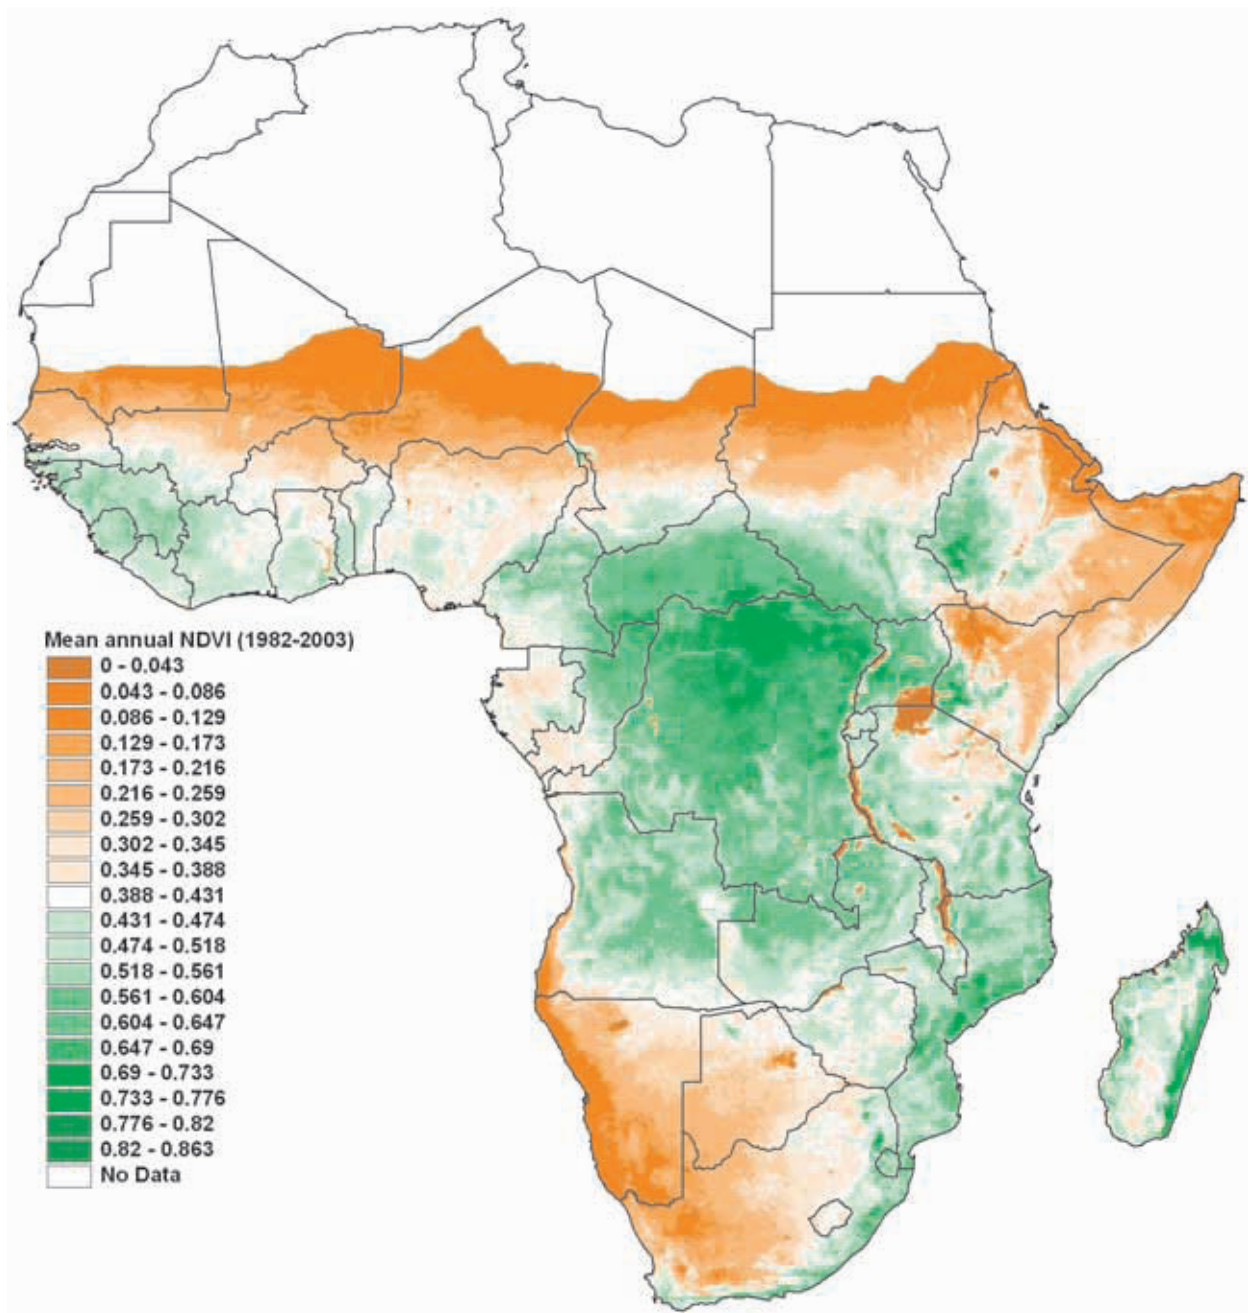 Mean annual NDVI (1982-2003)
0 - 0.043
0.043 - 0.086
0.086 - 0.129
0.129 - 0.173
0.173 - 0.216
0.216 - 0.259
0.259 - 0.302
0.302 - 0.345
0.345 - 0.388
0.388 - 0.431
0.431 - 0.474
0.474 - 0.518
0.518 - 0.561
0.561 - 0.604
0.604 - 0.647
0.647 - 0.69
0.69 - 0.733
0.733 - 0.776
0.776 - 0.82
0.82 - 0.863
No Data